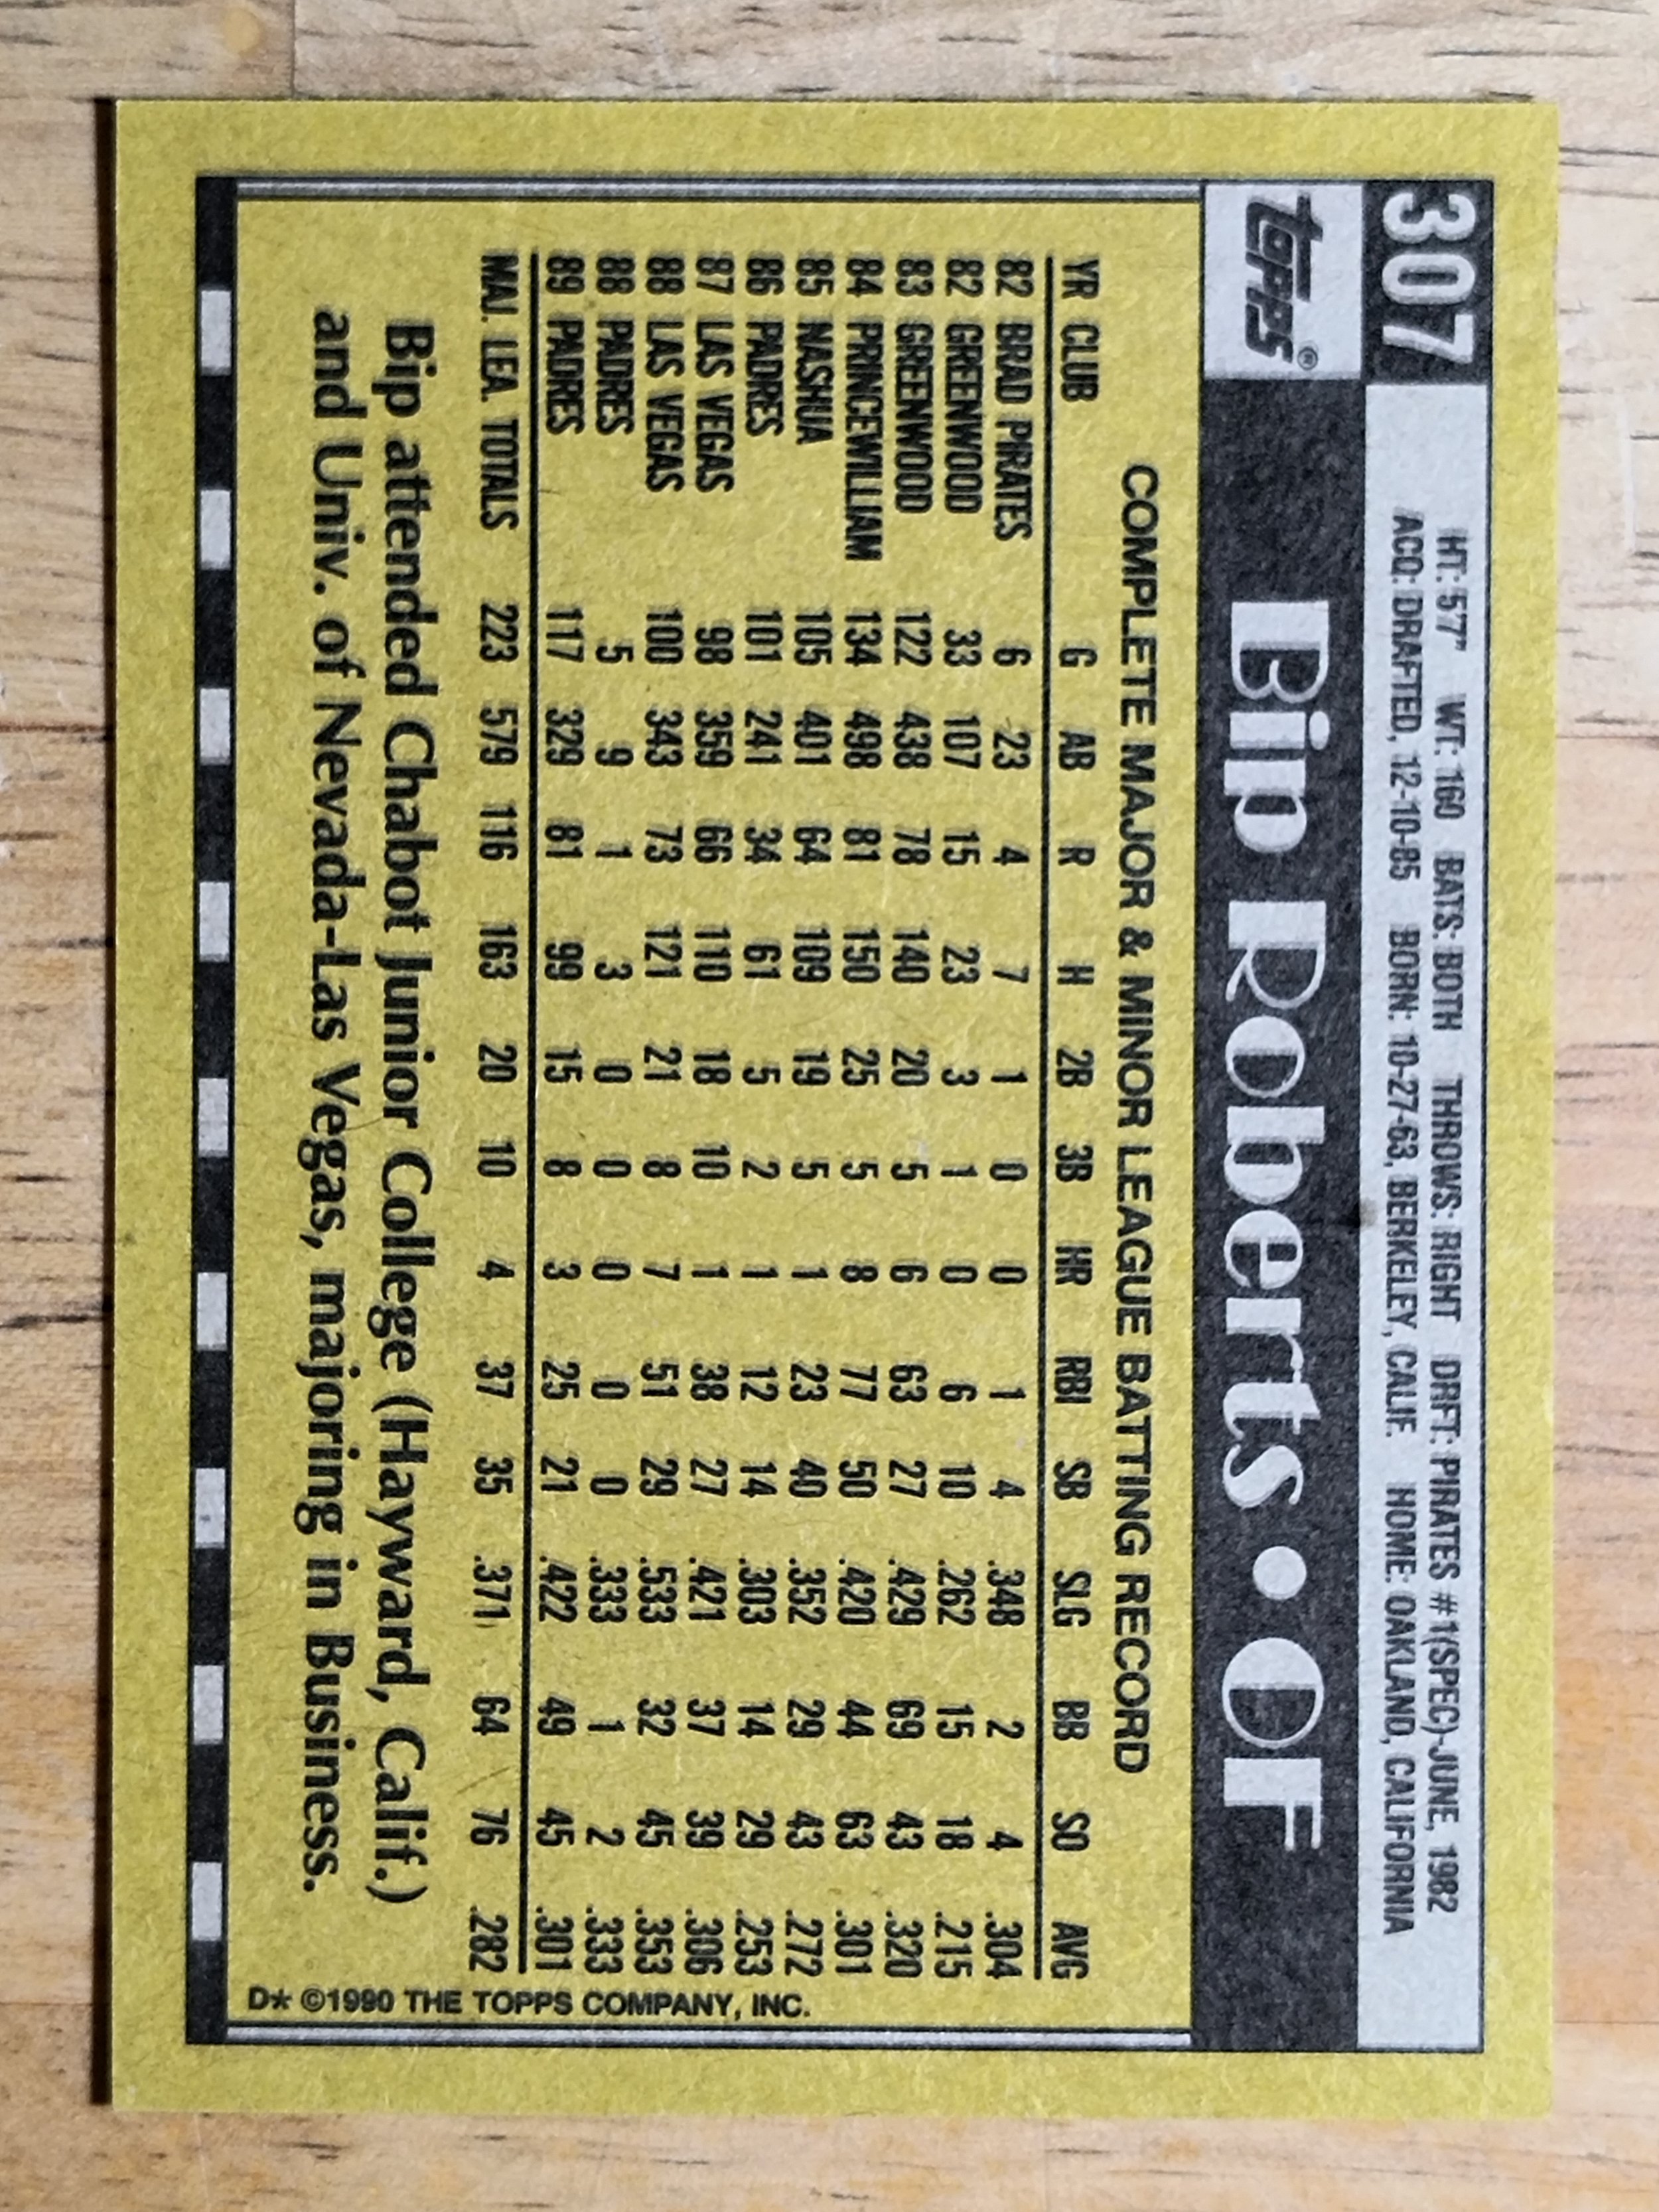 307
HT: 5'7" WT: 160 BATS: BOTH THROWS: RIGHT DRFT: PIRATES #1(SPEC)-JUNE, 1982
ACQ: DRAFTED, 12-10-85 BORN: 10-27-63, BERKELEY, CALIF. HOME: OAKLAND, CALIFORNIA
topps® Bip Roberts • OF
COMPLETE MAJOR & MINOR LEAGUE BATTING RECORD
YR CLUB G AB R H 2B 3B HR RBI SB SLG BB SO AVG
82 BRAD PIRATES 6 23 4 7 1 0 0 1 4 .348 2 4 .304
82 GREENWOOD 33 107 15 23 3 1 0 6 10 .262 15 18 .215
83 GREENWOOD 122 438 78 140 20 5 6 63 27 .429 69 43 .320
84 PRINCEWILLIAM 134 498 81 150 25 5 8 77 50 .420 44 63 .301
85 NASHUA 105 401 64 109 19 5 1 23 40 .352 29 43 .272
86 PADRES 101 241 34 61 5 2 1 12 14 .303 14 29 .253
87 LAS VEGAS 98 359 66 110 18 10 1 38 27 .421 37 39 .306
88 LAS VEGAS 100 343 73 121 21 8 7 51 29 .533 32 45 .353
88 PADRES 5 9 1 3 0 0 0 0 0 .333 1 2 .333
89 PADRES 117 329 81 99 15 8 3 25 21 .422 49 45 .301
MAJ. LEA. TOTALS 223 579 116 163 20 10 4 37 35 .371 64 76 .282
Bip attended Chabot Junior College (Hayward, Calif.)
and Univ. of Nevada-Las Vegas, majoring in Business.
D* ©1990 THE TOPPS COMPANY, INC.